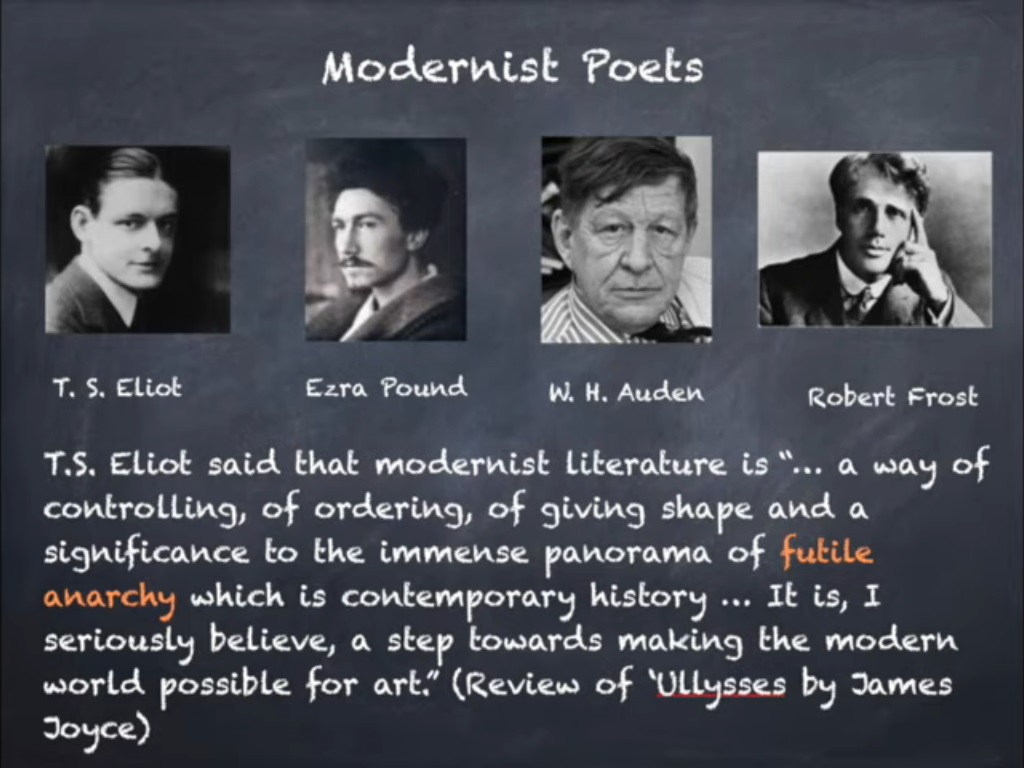 Modernist Poets
T. S. Eliot
Ezra Pound
W. H. Auden
Robert Frost
T.S. Eliot said that modernist literature is "... a way of
controlling, of ordering, of giving shape and a
significance to the immense panorama of futile
anarchy which is contemporary history ... It is, I
seriously believe, a step towards making the modern
world possible for art." (Review of 'Ullysses by James
Joyce)